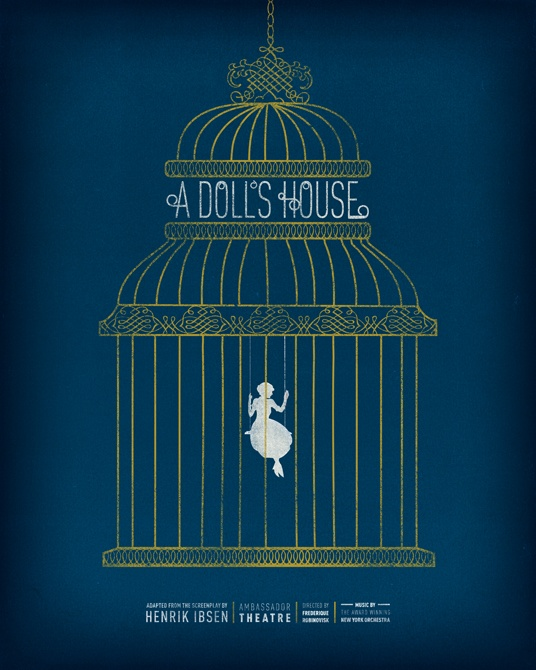 A DOLL'S HOUSE
ADAPTED FROM THE SCREENPLAY BY
HENRIK IBSEN
AMBASSADOR
THEATRE
DIRECTED BY
FREDERIQUE
RUBINOVISK
MUSIC BY
THE AWARD WINNING
NEW YORK ORCHESTRA